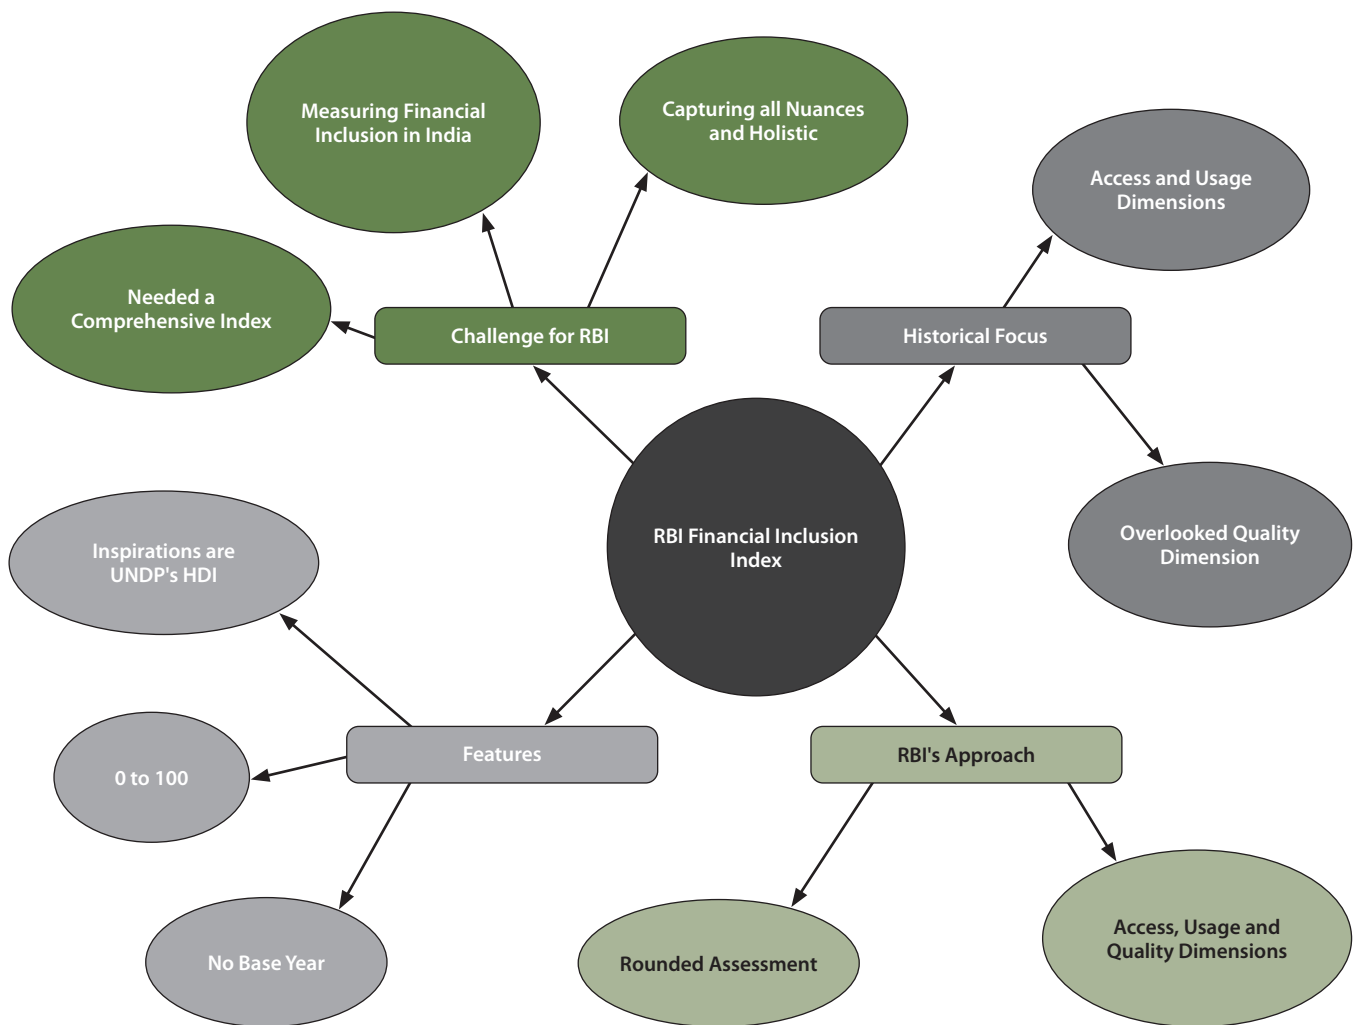 Measuring Financial
Inclusion in India
Capturing all Nuances
and Holistic
Access and Usage
Dimensions
Needed a
Comprehensive Index
Challenge for RBI
Historical Focus
RBI Financial Inclusion
Index
Overlooked Quality
Dimension
Inspirations are
UNDP's HDI
0 to 100
Features
RBI's Approach
No Base Year
Rounded Assessment
Access, Usage and
Quality Dimensions